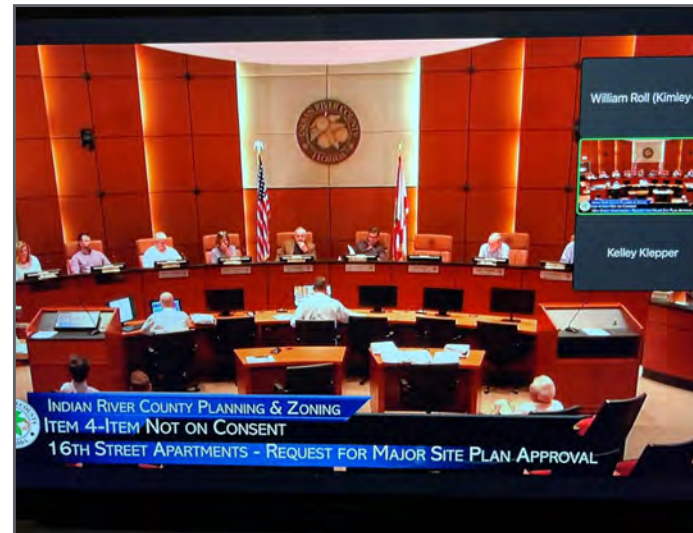 William Roll (Kimley-
Kelley Klepper
INDIAN RIVER COUNTY PLANNING & ZONING
ITEM 4-ITEM NOT ON CONSENT
16TH STREET APARTMENTS - REQUEST FOR MAJOR SITE PLAN APPROVAL